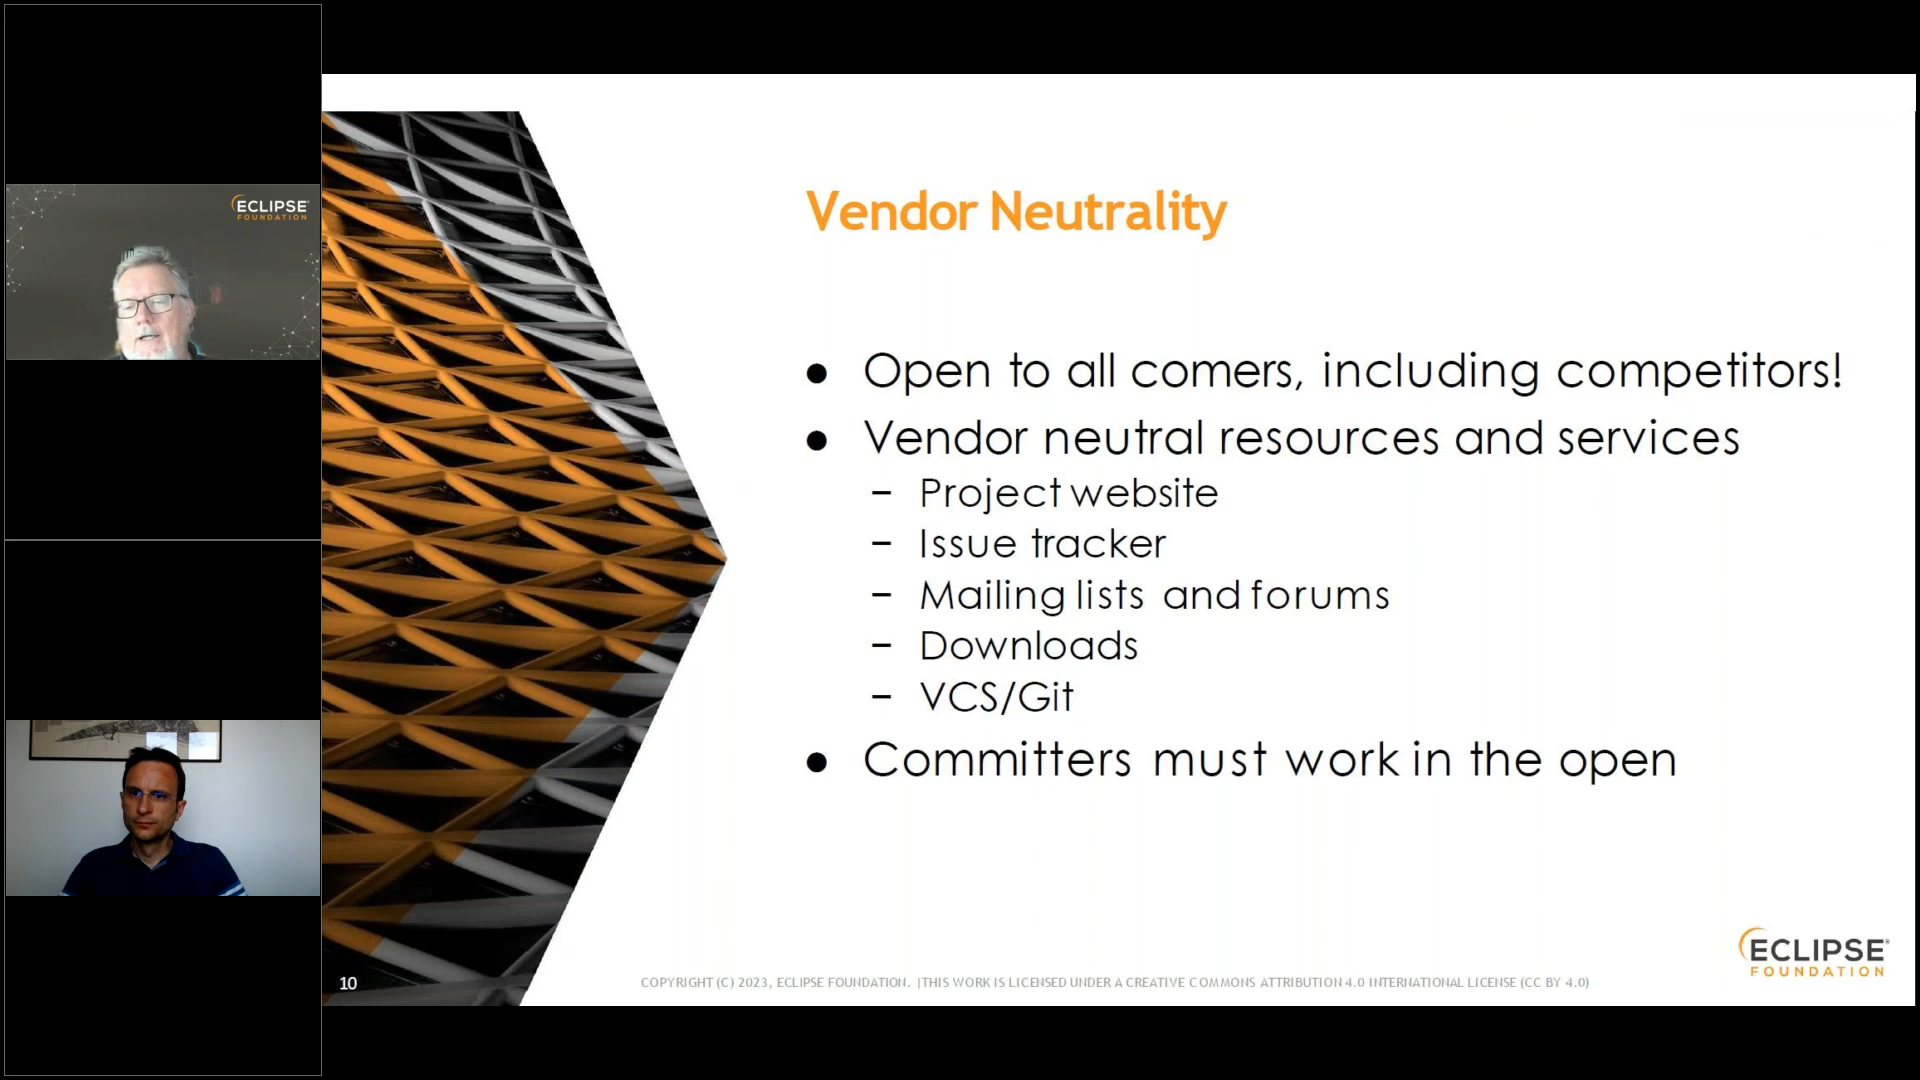 ECLIPSE
FOUNDATION
Vendor Neutrality
● Open to all comers, including competitors!
● Vendor neutral resources and services
– Project website
– Issue tracker
– Mailing lists and forums
– Downloads
– VCS/Git
● Committers must work in the open
ECLIPSE®
FOUNDATION
10
COPYRIGHT (C) 2023, ECLIPSE FOUNDATION. | THIS WORK IS LICENSED UNDER A CREATIVE COMMONS ATTRIBUTION 4.0 INTERNATIONAL LICENSE (CC BY 4.0)